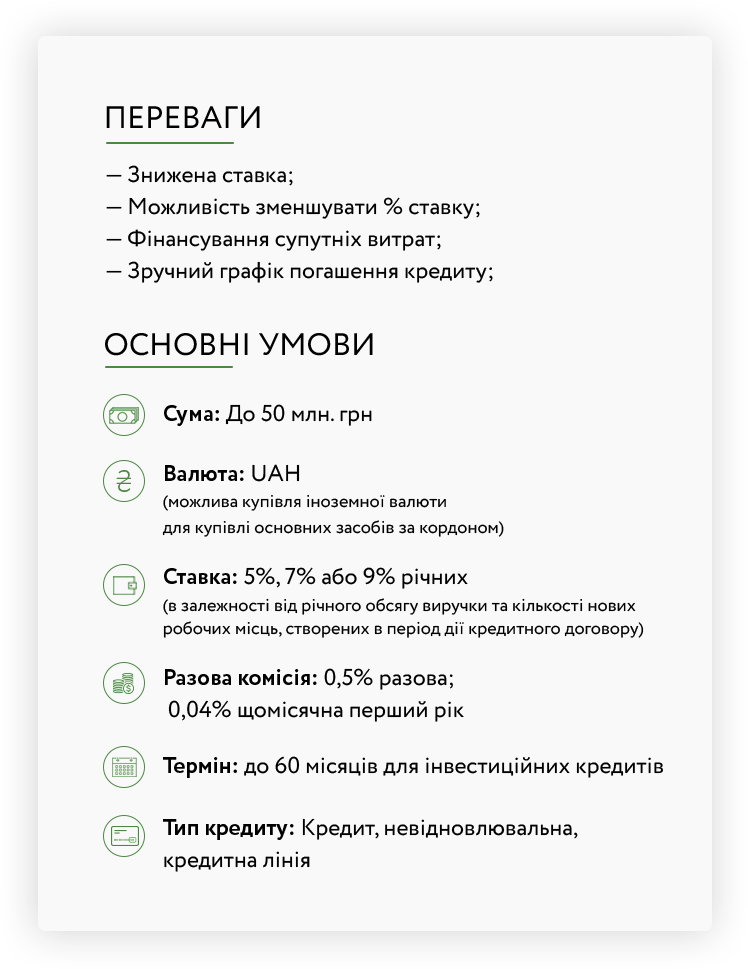 ПЕРЕВАГИ
— Знижена ставка;
— Можливість зменшувати % ставку;
— Фінансування супутніх витрат;
— Зручний графік погашення кредиту;
ОСНОВНІ УМОВИ
Сума: До 50 млн. грн
Валюта: UAH
(можлива купівля іноземної валюти
для купівлі основних засобів за кордоном)
Ставка: 5%, 7% або 9% річних
(в залежності від річного обсягу виручки та кількості нових
робочих місць, створених в період дії кредитного договору)
Разова комісія: 0,5% разова;
0,04% щомісячна перший рік
Термін: до 60 місяців для інвестиційних кредитів
Тип кредиту: Кредит, невідновлювальна,
кредитна лінія